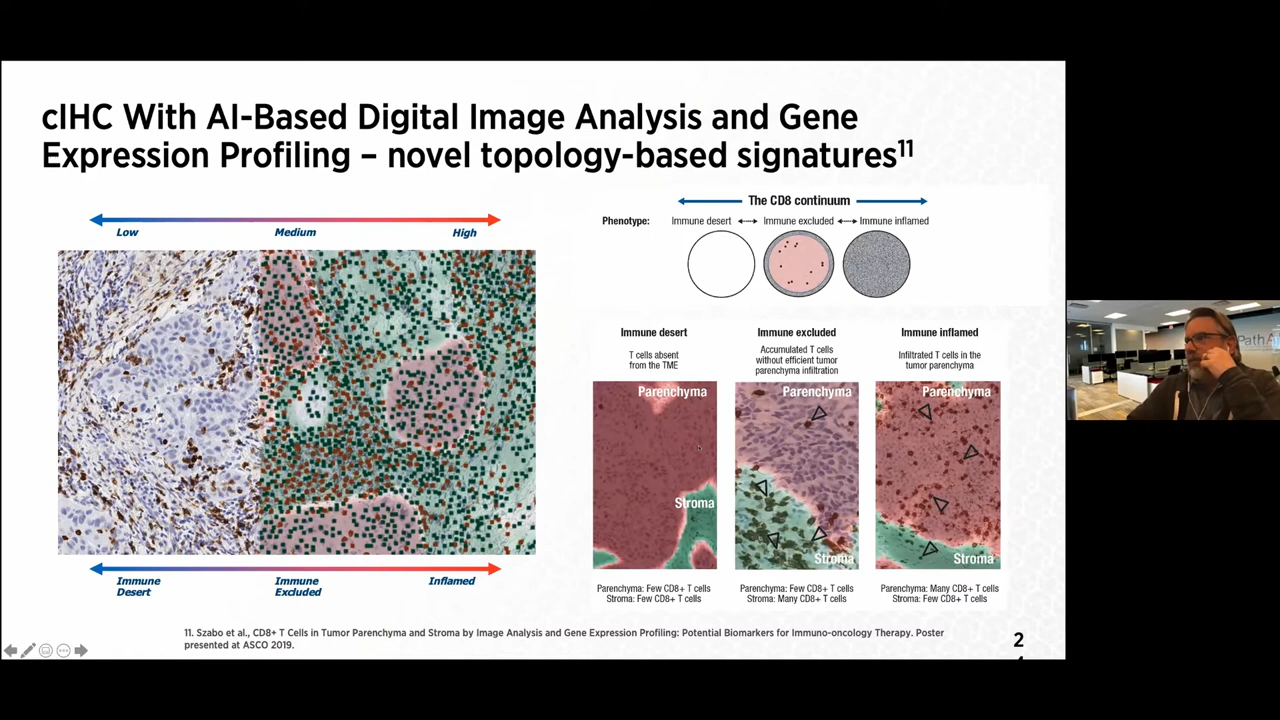 cIHC With AI-Based Digital Image Analysis and Gene
Expression Profiling – novel topology-based signatures11
Low
Medium
High
Immune
Desert
Immune
Excluded
Inflamed
The CD8 continuum
Phenotype:
Immune desert
Immune excluded
Immune inflamed
Immune desert
T cells absent
from the TME
Parenchyma
Stroma
Parenchyma: Few CD8+ T cells
Stroma: Few CD8+ T cells
Immune excluded
Accumulated T cells
without efficient tumor
parenchyma infiltration
Parenchyma
Stroma
Parenchyma: Few CD8+ T cells
Stroma: Many CD8+ T cells
Immune inflamed
Infiltrated T cells in the
tumor parenchyma
Parenchyma
Stroma
Parenchyma: Many CD8+ T cells
Stroma: Few CD8+ T cells
11. Szabo et al., CD8+ T Cells in Tumor Parenchyma and Stroma by Image Analysis and Gene Expression Profiling: Potential Biomarkers for Immuno-oncology Therapy. Poster
presented at ASCO 2019.
2